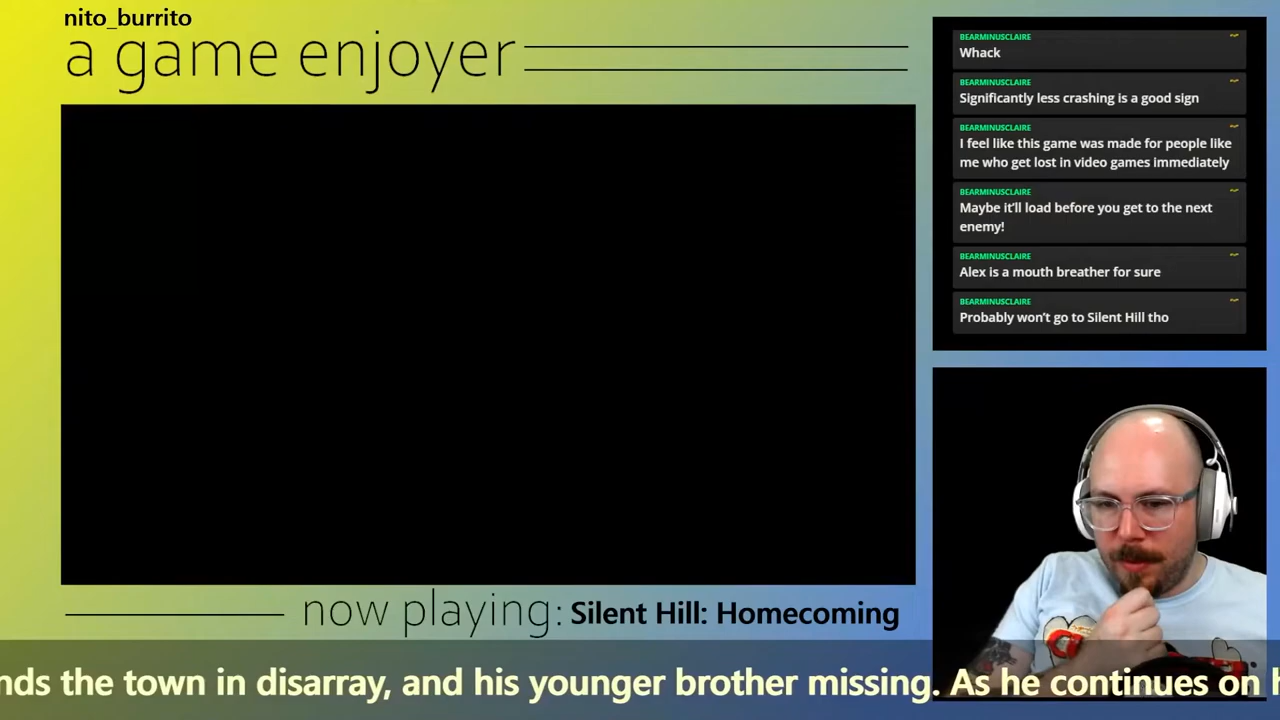 nito_burrito
a game enjoyer
BEARMINUSCLAIRE
Whack
BEARMINUSCLAIRE
Significantly less crashing is a good sign
BEARMINUSCLAIRE
I feel like this game was made for people like
me who get lost in video games immediately
BEARMINUSCLAIRE
Maybe it'll load before you get to the next
enemy!
BEARMINUSCLAIRE
Alex is a mouth breather for sure
BEARMINUSCLAIRE
Probably won't go to Silent Hill tho
now playing: Silent Hill: Homecoming
nds the town in disarray, and his younger brother missing. As he continues on h